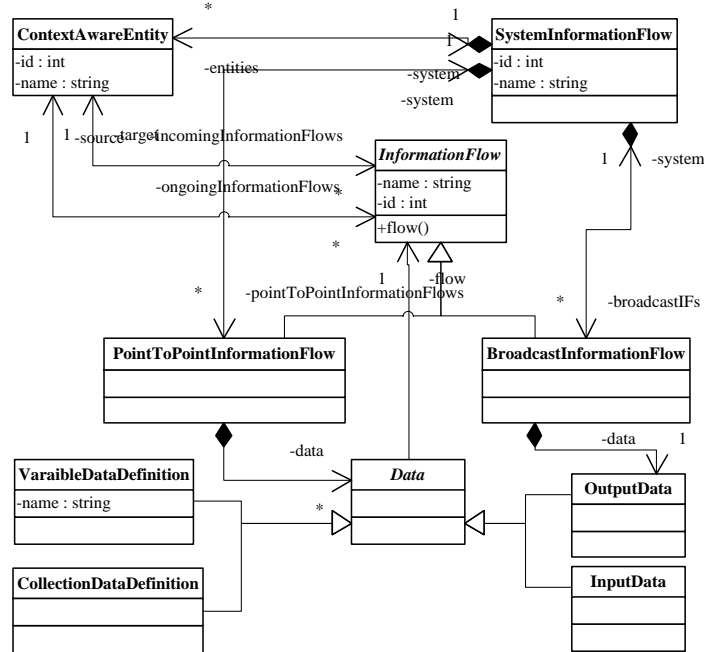 *
1
ContextAwareEntity
SystemInformationFlow
-id : int
-name : string
1
-id : int
-name : string
-entities
-system
-system
1
1
-source
-target
-incomingInformationFlows
InformationFlow
1
-system
-name : string
-id : int
-ongoingInformationFlows
*
+flow()
*
1
-flow
*
-pointToPointInformationFlows
*
-broadcastIFs
PointToPointInformationFlow
BroadcastInformationFlow
-data
-data
1
VaraibleDataDefinition
Data
-name : string
OutputData
*
CollectionDataDefinition
InputData